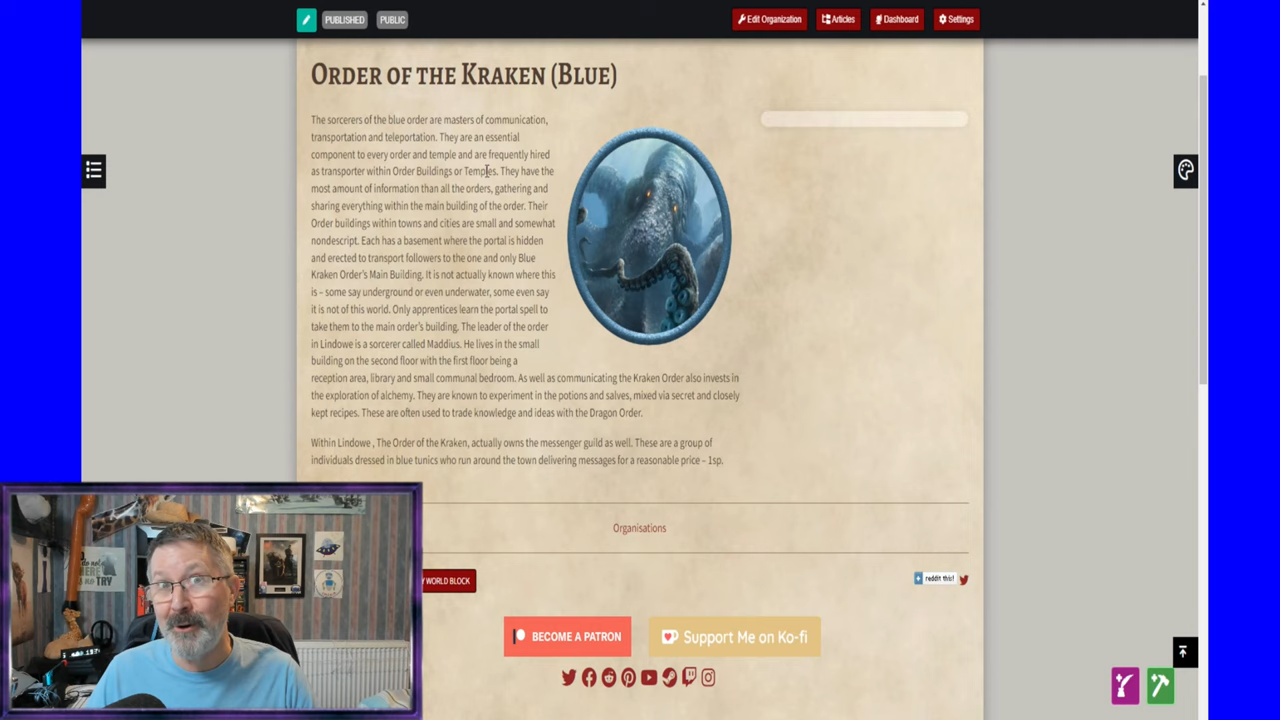 PUBLISHED
PUBLIC
Edit Organization
Articles
Dashboard
Settings
Order of the Kraken (Blue)
The sorcerers of the blue order are masters of communication,
transportation and teleportation. They are an essential
component to every order and temple and are frequently hired
as transporter within Order Buildings or Temples. They have the
most amount of information than all the orders, gathering and
sharing everything within the main building of the order. Their
Order buildings within towns and cities are small and somewhat
nondescript. Each has a basement where the portal is hidden
and erected to transport followers to the one and only Blue
Kraken Order's Main Building. It is not actually known where this
is – some say underground or even underwater, some even say
it is not of this world. Only apprentices learn the portal spell to
take them to the main order's building. The leader of the order
in Lindowe is a sorcerer called Maddius. He lives in the small
building on the second floor with the first floor being a
reception area, library and small communal bedroom. As well as communicating the Kraken Order also invests in
the exploration of alchemy. They are known to experiment in the potions and salves, mixed via secret and closely
kept recipes. These are often used to trade knowledge and ideas with the Dragon Order.
Within Lindowe , The Order of the Kraken, actually owns the messenger guild as well. These are a group of
individuals dressed in blue tunics who run around the town delivering messages for a reasonable price – 1sp.
Organisations
WORLD BLOCK
reddit this!
BECOME A PATRON
Support Me on Ko-fi
TRY